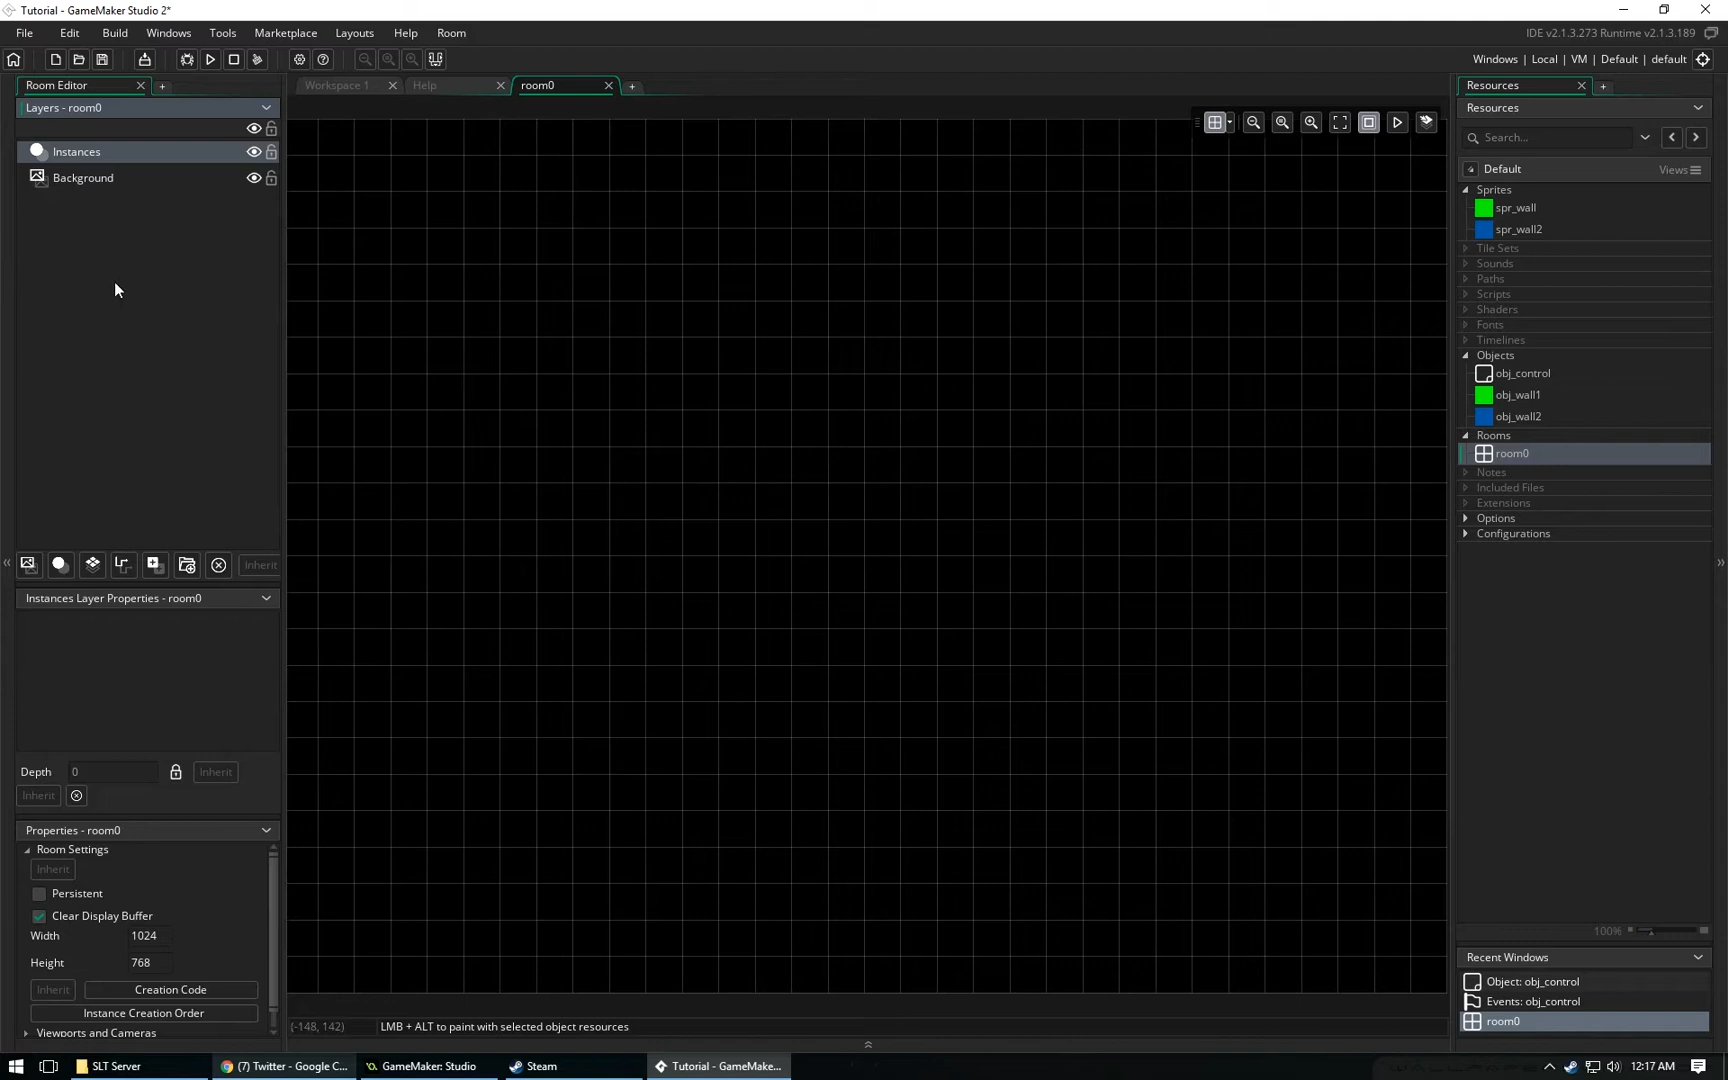 Tutorial - GameMaker Studio 2*
File Edit Build Windows Tools Marketplace Layouts Help Room
IDE v2.1.3.273 Runtime v2.1.3.189
Windows | Local | VM | Default | default
Room Editor
Layers - room0
Instances
Background
Inherit
Instances Layer Properties - room0
Depth 0 Inherit
Inherit
Properties - room0
Room Settings
Inherit
Persistent
Clear Display Buffer
Width 1024
Height 768
Inherit Creation Code
Instance Creation Order
Viewports and Cameras
Workspace 1 Help room0
(-148, 142) LMB + ALT to paint with selected object resources
Resources
Resources
Search...
Default Views
Sprites
spr_wall
spr_wall2
Tile Sets
Sounds
Paths
Scripts
Shaders
Fonts
Timelines
Objects
obj_control
obj_wall1
obj_wall2
Rooms
room0
Notes
Included Files
Extensions
Options
Configurations
100%
Recent Windows
Object: obj_control
Events: obj_control
room0
SLT Server (7) Twitter - Google C... GameMaker: Studio Steam Tutorial - GameMake... 12:17 AM